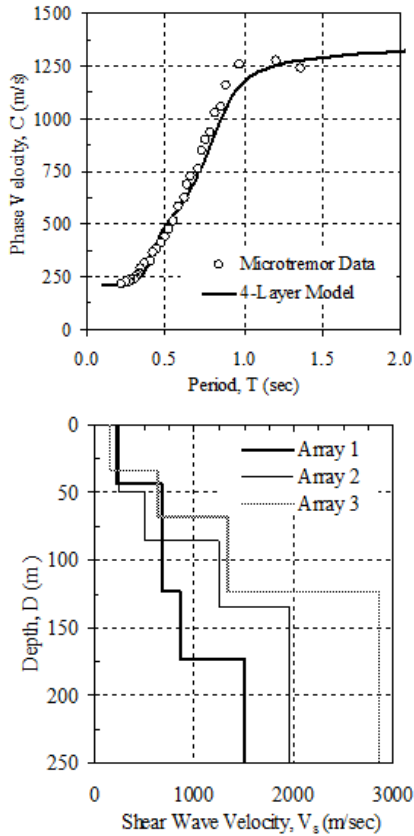 Phase Velocity, C (m/s)
1500
1250
1000
750
500
250
0
Microtremor Data
4-Layer Model
0.0 0.5 1.0 1.5 2.0
Period, T (sec)
Depth, D (m )
0
50
100
150
200
250
Array 1
Array 2
Array 3
0 1000 2000 3000
Shear Wave Velocity, Vs (m/sec)